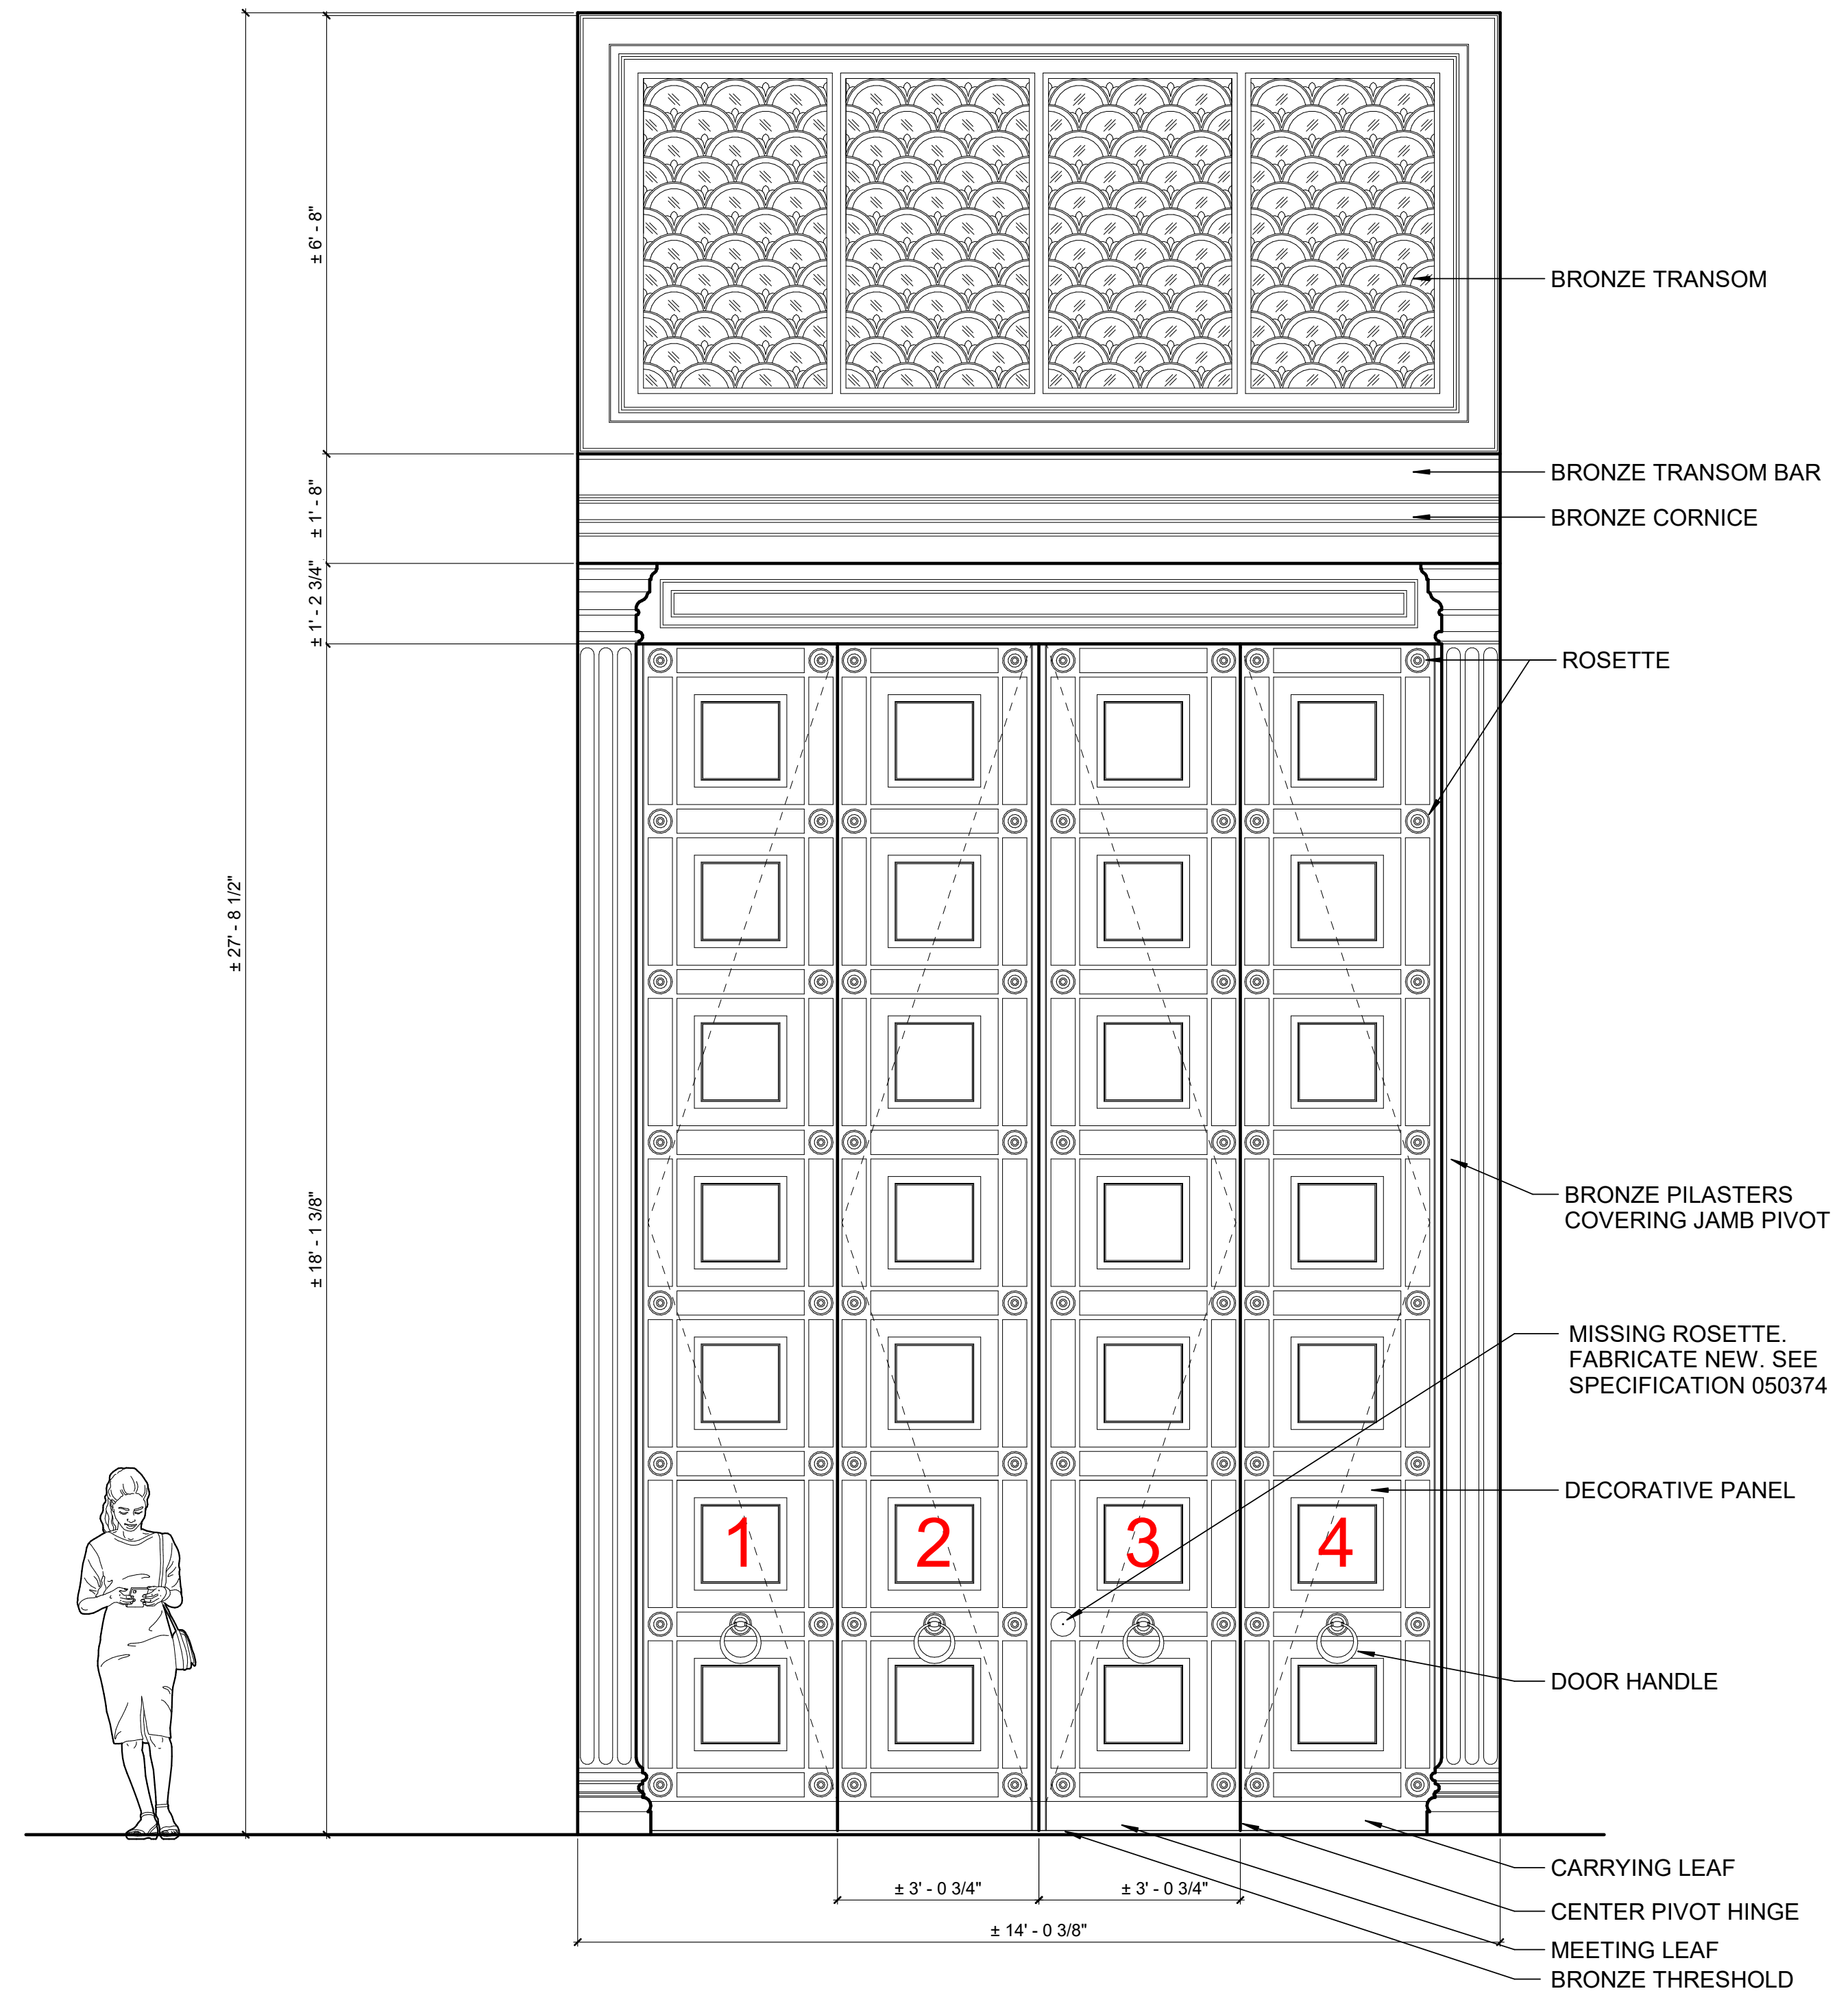 ± 6' - 8"
BRONZE TRANSOM
BRONZE TRANSOM BAR
± 1' - 8"
BRONZE CORNICE
± 1' - 2 3/4"
ROSETTE
± 27' - 8 1/2"
± 18' - 1 3/8"
BRONZE PILASTERS
COVERING JAMB PIVOT
MISSING ROSETTE.
FABRICATE NEW. SEE
SPECIFICATION 050374
DECORATIVE PANEL
1 2 3 4
DOOR HANDLE
CARRYING LEAF
± 3' - 0 3/4" ± 3' - 0 3/4"
CENTER PIVOT HINGE
± 14' - 0 3/8"
MEETING LEAF
BRONZE THRESHOLD